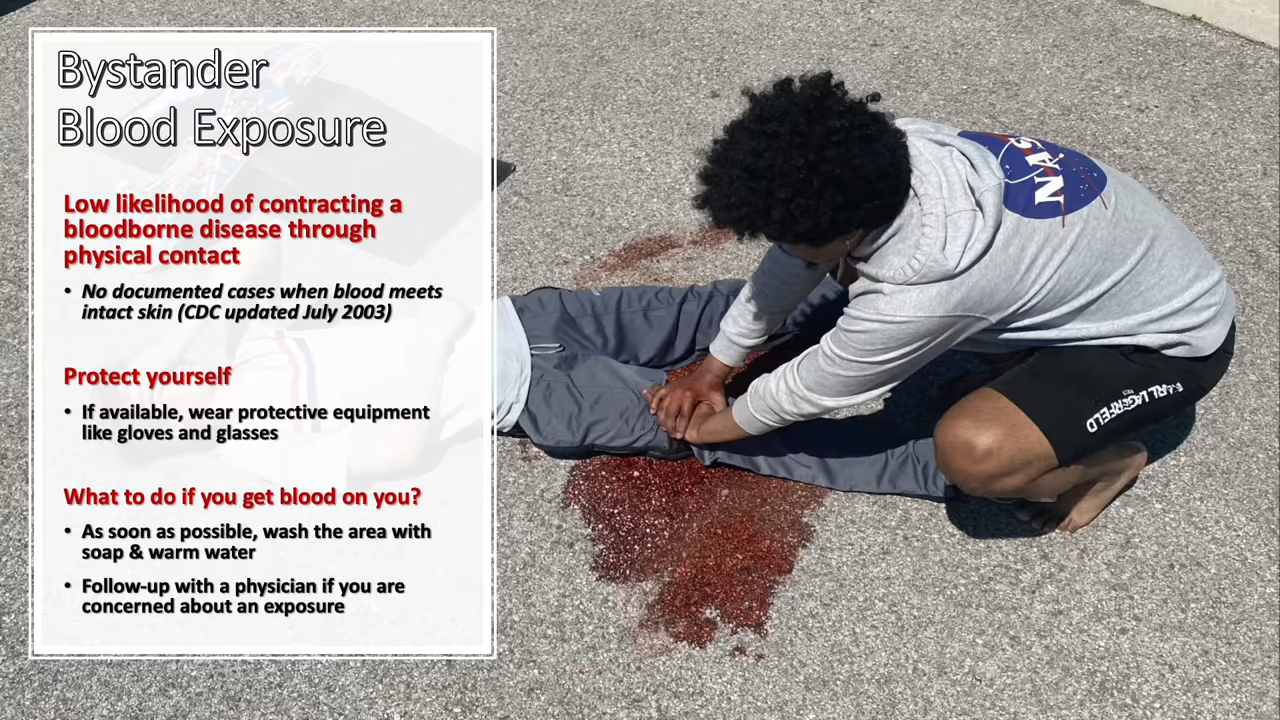 Bystander
Blood Exposure
Low likelihood of contracting a
bloodborne disease through
physical contact
• No documented cases when blood meets
intact skin (CDC updated July 2003)
Protect yourself
• If available, wear protective equipment
like gloves and glasses
What to do if you get blood on you?
• As soon as possible, wash the area with
soap & warm water
• Follow-up with a physician if you are
concerned about an exposure
NAS
KARL LAGERFELD